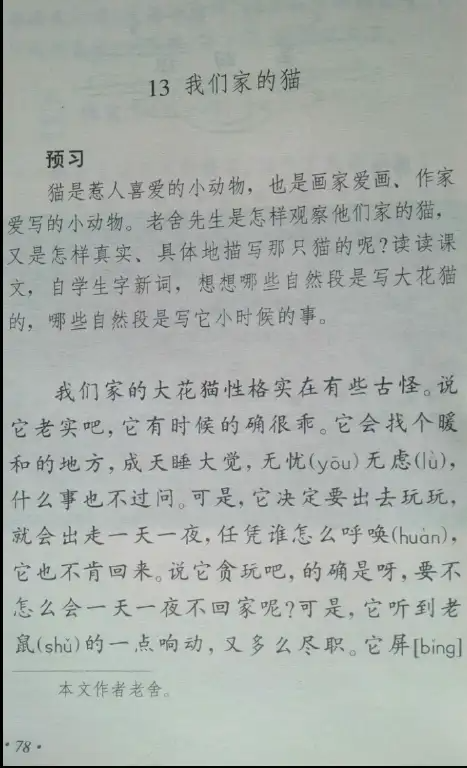 13 我们家的猫
预习
猫是惹人喜爱的小动物，也是画家爱画、作家
爱写的小动物。老舍先生是怎样观察他们家的猫，
又是怎样真实、具体地描写那只猫的呢?读读课
文，自学生字新词，想想哪些自然段是写大花猫
的，哪些自然段是写它小时候的事。
我们家的大花猫性格实在有些古怪。说
它老实吧，它有时候的确很乖。它会找个暖
和的地方，成天睡大觉，无忧(yōu)无虑(lǜ)，
什么事也不过问。可是，它决定要出去玩玩，
就会出走一天一夜，任凭谁怎么呼唤(huàn)，
它也不肯回来。说它贪玩吧，的确是呀，要不
怎么会一天一夜不回家呢?可是，它听到老
鼠(shǔ)的一点响动，又多么尽职。它屏[bǐng]
本文作者老舍。
·78·